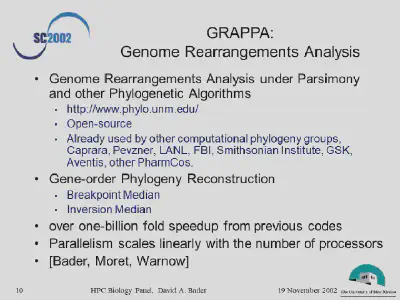 SC2002
GRAPPA:
Genome Rearrangements Analysis
• Genome Rearrangements Analysis under Parsimony
and other Phylogenetic Algorithms
• http://www.phylo.unm.edu/
• Open-source
• Already used by other computational phylogeny groups,
Caprara, Pevzner, LANL, FBI, Smithsonian Institute, GSK,
Aventis, other PharmCos.
• Gene-order Phylogeny Reconstruction
• Breakpoint Median
• Inversion Median
• over one-billion fold speedup from previous codes
• Parallelism scales linearly with the number of processors
• [Bader, Moret, Warnow]
10
HPC Biology Panel, David A. Bader
19 November 2002
The University of New Mexico